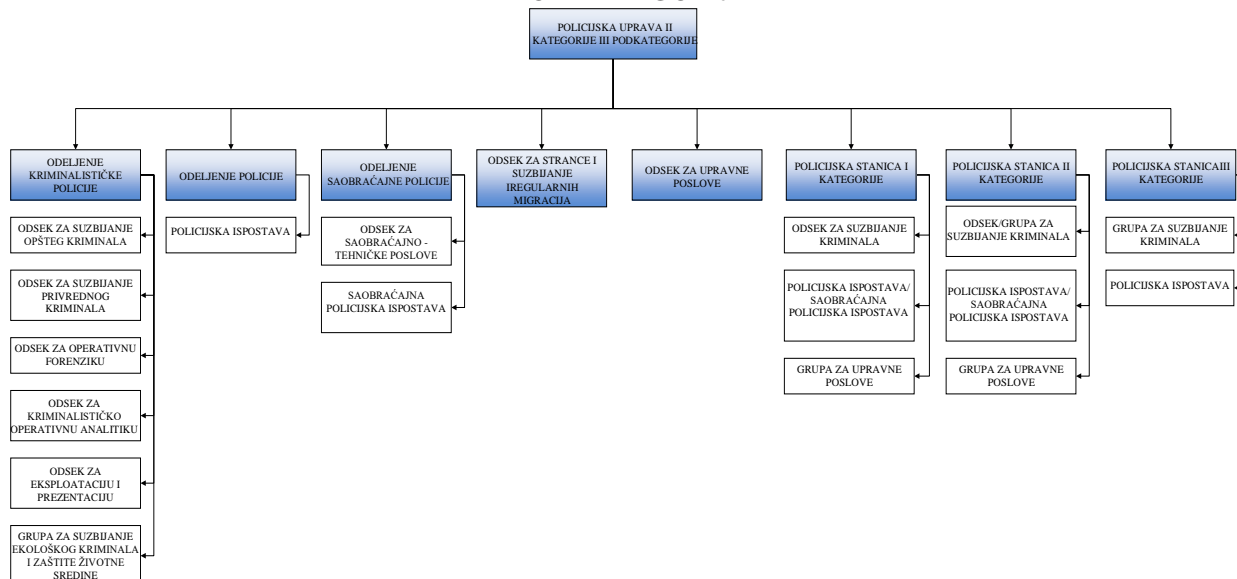 POLICIJSKA UPRAVA II
KATEGORIJE III PODKATEGORIJE
ODELJENJE
KRIMINALISTIČKE
POLICIJE
ODSEK ZA SUZBIJANJE
OPŠTEG KRIMINALA
ODSEK ZA SUZBIJANJE
PRIVREDNOG
KRIMINALA
ODSEK ZA OPERATIVNU
FORENZIKU
ODSEK ZA
KRIMINALISTIČKO
OPERATIVNU ANALITIKU
ODSEK ZA
EKSPLOATACIJU I
PREZENTACIJU
GRUPA ZA SUZBIJANJE
EKOLOŠKOG KRIMINALA
I ZAŠTITE ŽIVOTNE
SREDINE
ODELJENJE POLICIJE
POLICIJSKA ISPOSTAVA
ODELJENJE
SAOBRAĆAJNE POLICIJE
ODSEK ZA
SAOBRAĆAJNO -
TEHNIČKE POSLOVE
SAOBRAĆAJNA
POLICIJSKA ISPOSTAVA
ODSEK ZA STRANCE I
SUZBIJANJE
IREGULARNIH
MIGRACIJA
ODSEK ZA UPRAVNE
POSLOVE
POLICIJSKA STANICA I
KATEGORIJE
ODSEK ZA SUZBIJANJE
KRIMINALA
POLICIJSKA ISPOSTAVA/
SAOBRAĆAJNA
POLICIJSKA ISPOSTAVA
GRUPA ZA UPRAVNE
POSLOVE
POLICIJSKA STANICA II
KATEGORIJE
ODSEK/GRUPA ZA
SUZBIJANJE KRIMINALA
POLICIJSKA ISPOSTAVA/
SAOBRAĆAJNA
POLICIJSKA ISPOSTAVA
GRUPA ZA UPRAVNE
POSLOVE
POLICIJSKA STANICAIII
KATEGORIJE
GRUPA ZA SUZBIJANJE
KRIMINALA
POLICIJSKA ISPOSTAVA